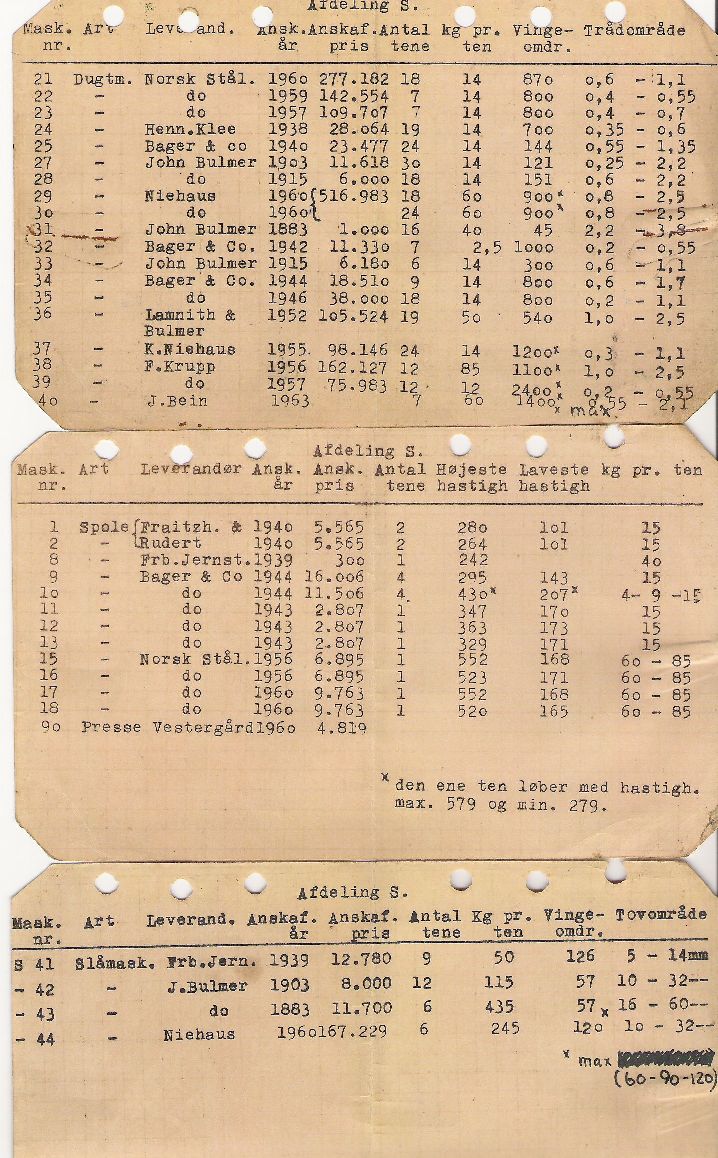 Afdeling S.
Mask. Art Leverand. Ansk. Anskaf. Antal kg pr. Vinge- Trådområde
nr. år pris tene ten omdr.
21 Dugtm. Norsk Stål. 1960 277.182 18 14 870 0,6 - 1,1
22 - do 1959 142.554 7 14 800 0,4 - 0,55
23 - do 1957 109.707 7 14 800 0,4 - 0,7
24 - Henn.Klee 1938 28.064 19 14 700 0,35 - 0,6
25 - Bager & co 1940 23.477 24 14 144 0,55 - 1,35
27 - John Bulmer 1903 11.618 30 14 121 0,25 - 2,2
28 - do 1915 6.000 18 14 151 0,6 - 2,2
29 - Niehaus 1960 {516.983 18 60 900x 0,8 - 2,5
30 - do 1960 24 60 900x 0,8 - 2,5
31 - John Bulmer 1883 1.000 16 40 45 2,2 - 3,8
32 - Bager & Co. 1942 11.330 7 2,5 1000 0,2 - 0,55
33 - John Bulmer 1915 6.180 6 14 300 0,6 - 1,1
34 - Bager & Co. 1944 18.510 9 14 800 0,6 - 1,7
35 - do 1946 38.000 18 14 800 0,2 - 1,1
36 - Lamnith & 1952 105.524 19 50 540 1,0 - 2,5
Bulmer
37 - K.Niehaus 1955. 98.146 24 14 1200x 0,3 - 1,1
38 - F.Krupp 1956 162.127 12 85 1100x 1,0 - 2,5
39 - do 1957 75.983 12 12 2400x 0,2 - 0,55
40 - J.Bein 1963 7 60 1400x 0,55 - 2,1
x max
Afdeling S.
Mask. Art Leverandør Ansk. Ansk. Antal Højeste Laveste kg pr. ten
nr. år pris tene hastigh hastigh
1 Spole {Fraitzh. & 1940 5.565 2 280 101 15
2 - Rudert 1940 5.565 2 264 101 15
8 - Frb.Jernst. 1939 300 1 242 40
9 - Bager & Co 1944 16.006 4 295 143 15
10 - do 1944 11.506 4 430x 207x 4- 9 -15
11 - do 1943 2.807 1 347 170 15
12 - do 1943 2.807 1 363 173 15
13 - do 1943 2.807 1 329 171 15
15 - Norsk Stål. 1956 6.895 1 552 168 60 - 85
16 - do 1956 6.895 1 523 171 60 - 85
17 - do 1960 9.763 1 552 168 60 - 85
18 - do 1960 9.763 1 520 165 60 - 85
90 Presse Vestergård 1960 4.819
x den ene ten løber med hastigh.
max. 579 og min. 279.
Afdeling S.
Mask. Art Leverand. Anskaf. Anskaf. Antal Kg pr. Vinge- Tovområde
nr. år pris tene ten omdr.
S 41 Slåmask. Frb.Jern. 1939 12.780 9 50 126 5 - 14mm
- 42 - J.Bulmer 1903 8.000 12 115 57 10 - 32--
- 43 - do 1883 11.700 6 435 57 16 - 60--
- 44 - Niehaus 1960 167.229 6 245 120x 10 - 32--
x max
(60-90-120)